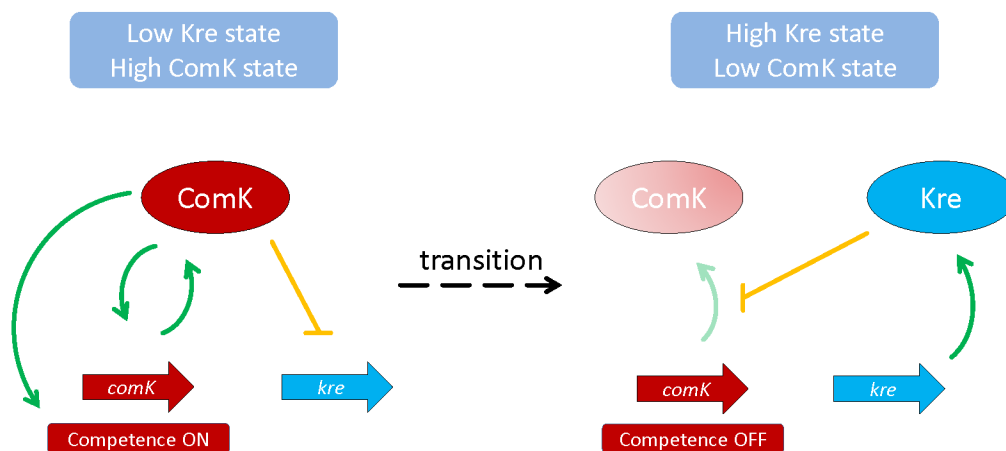 Low Kre state
High ComK state
High Kre state
Low ComK state
ComK
ComK
Kre
transition
comK
kre
comK
kre
Competence ON
Competence OFF